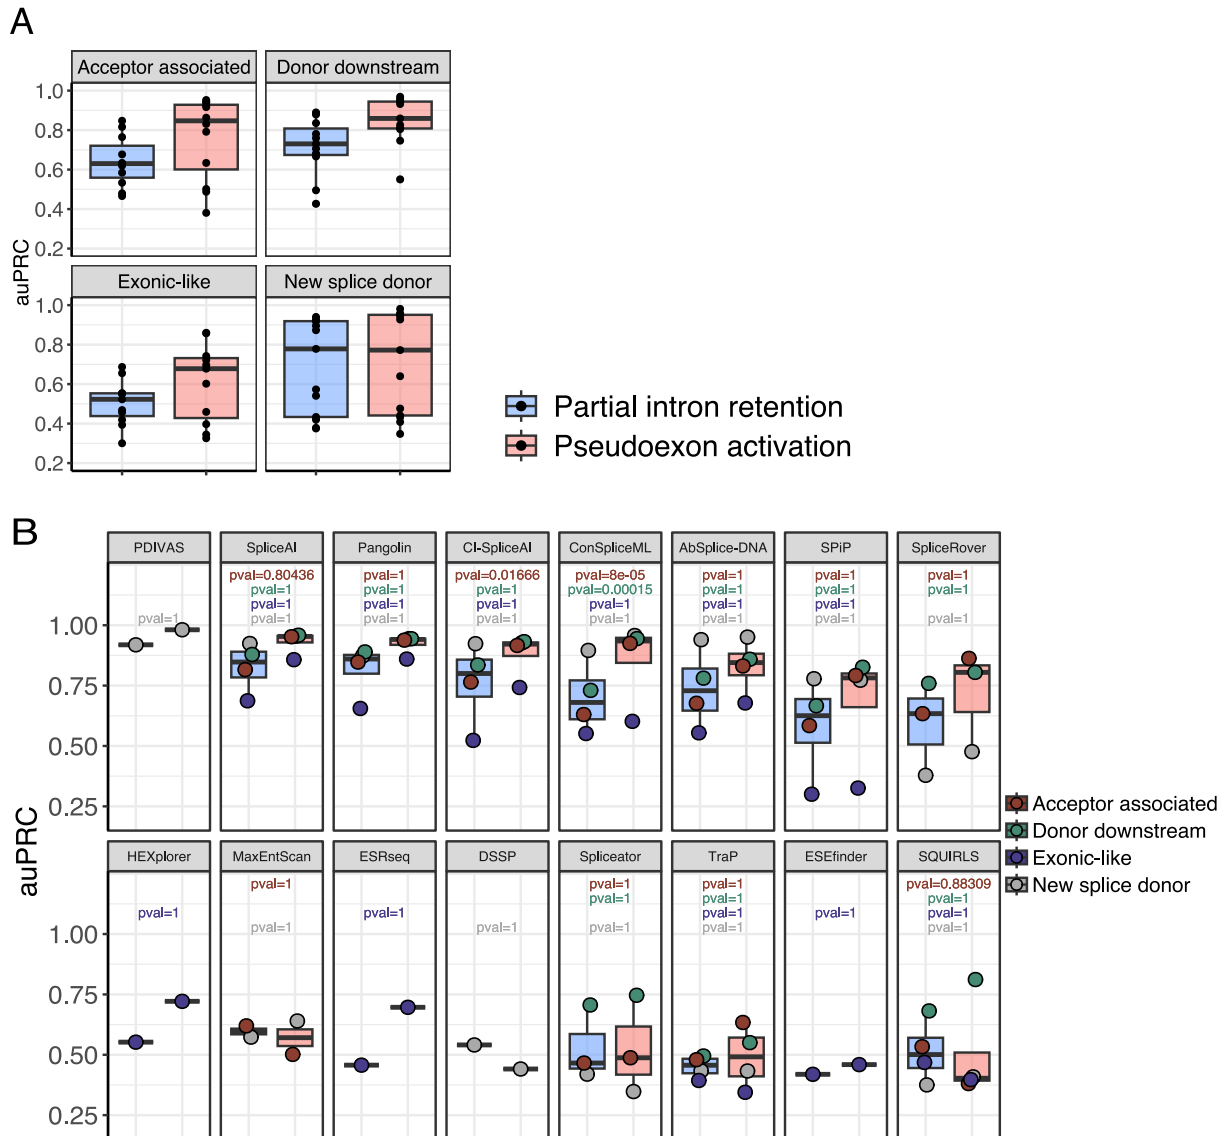 A
Acceptor associated
Donor downstream
1.0
0.8
0.6
0.4
0.2
Exonic-like
New splice donor
1.0
0.8
0.6
0.4
0.2
auPRC
Partial intron retention
Pseudoexon activation
B
PDIVAS
SpliceAI
Pangolin
CI-SpliceAI
ConSpliceML
AbSplice-DNA
SPiP
SpliceRover
pval=1
pval=0.80436
pval=1
pval=1
pval=1
pval=1
pval=1
pval=1
pval=1
pval=0.01666
pval=1
pval=1
pval=1
pval=8e-05
pval=0.00015
pval=1
pval=1
pval=1
pval=1
pval=1
pval=1
pval=1
pval=1
pval=1
pval=1
pval=1
pval=1
1.00
0.75
0.50
0.25
auPRC
HEXplorer
MaxEntScan
ESRseq
DSSP
Spliceator
TraP
ESEfinder
SQUIRLS
pval=1
pval=1
pval=1
pval=1
pval=1
pval=1
pval=1
pval=1
pval=1
pval=1
pval=1
pval=1
pval=1
pval=0.88309
pval=1
pval=1
pval=1
1.00
0.75
0.50
0.25
Acceptor associated
Donor downstream
Exonic-like
New splice donor